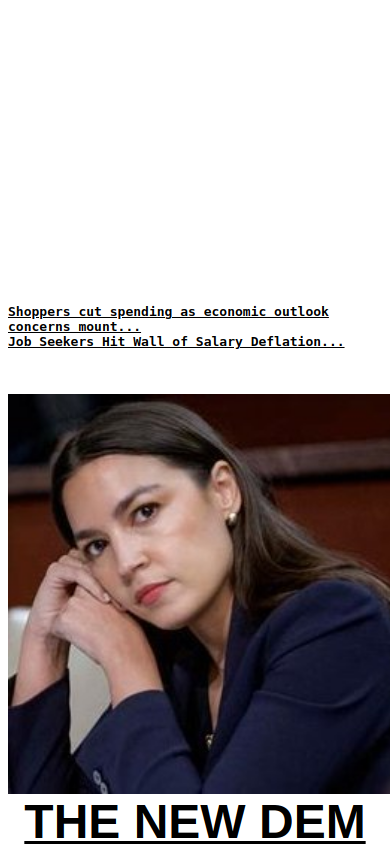 Shoppers cut spending as economic outlook
concerns mount...
Job Seekers Hit Wall of Salary Deflation...
THE NEW DEM